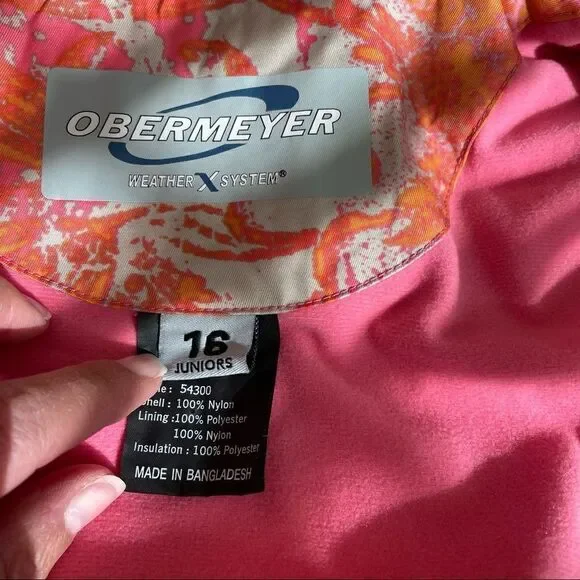 OBERMEYER
WEATHER X SYSTEM®
16
JUNIORS
: 54300
Shell : 100% Nylon
Lining :100% Polyester
100% Nylon
Insulation : 100% Polyester
MADE IN BANGLADESH